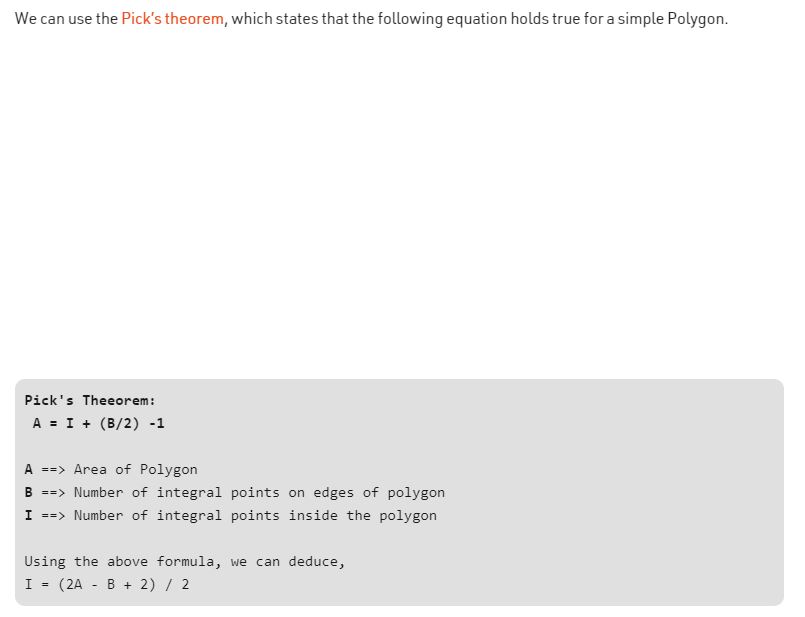 We can use the Pick's theorem, which states that the following equation holds true for a simple Polygon.
Pick's Theeorem:
A = I + (B/2) -1
A ==> Area of Polygon
B ==> Number of integral points on edges of polygon
I ==> Number of integral points inside the polygon
Using the above formula, we can deduce,
I = (2A - B + 2) / 2